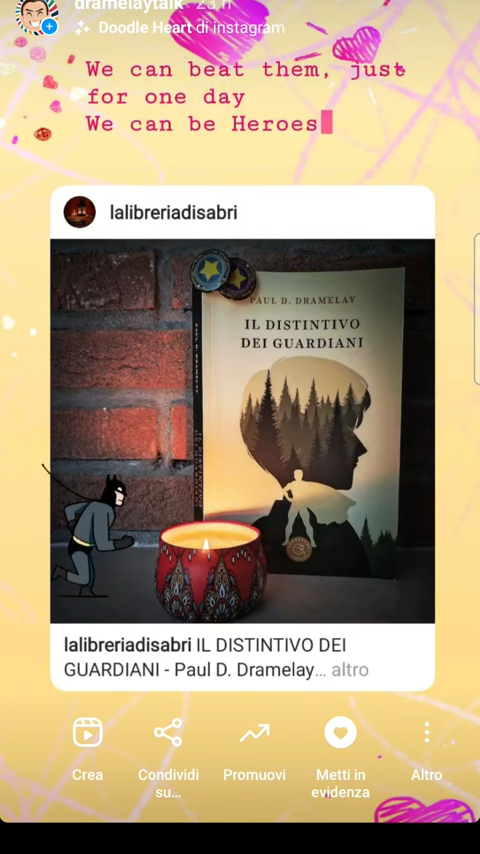 dramelaytalk 23 h
Doodle Heart di instagram
We can beat them, just
for one day
We can be Heroes
lalibreriadisabri
PAUL D. DRAMELAY
IL DISTINTIVO
DEI GUARDIANI
lalibreriadisabri IL DISTINTIVO DEI
GUARDIANI - Paul D. Dramelay... altro
Crea
Condividi
su...
Promuovi
Metti in
evidenza
Altro